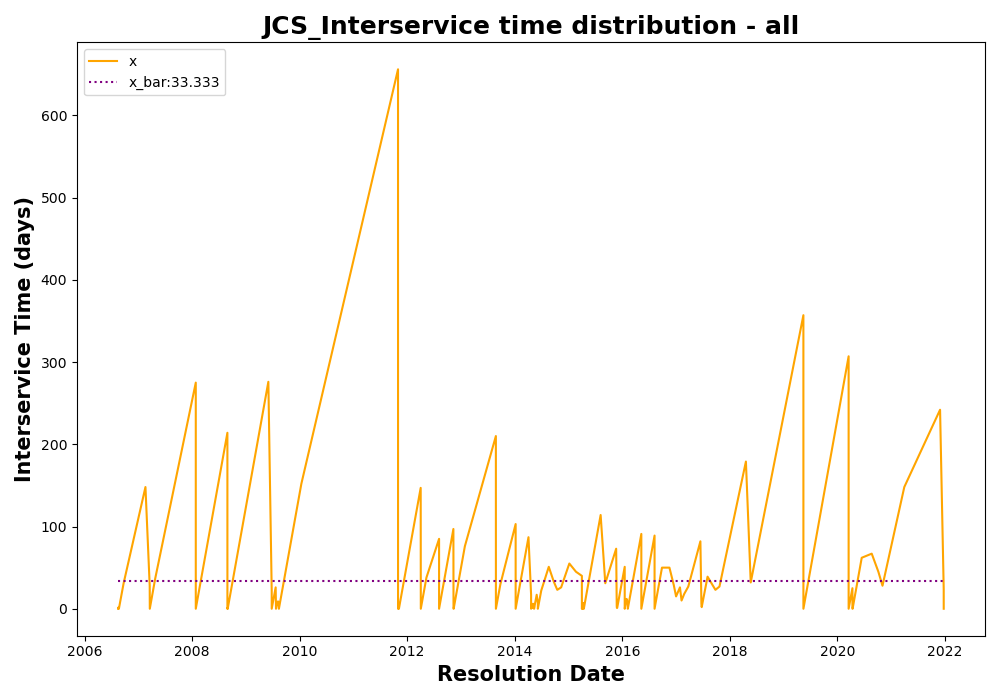 JCS_Interservice time distribution - all
x
x_bar:33.333
Interservice Time (days)
600
500
400
300
200
100
0
2006 2008 2010 2012 2014 2016 2018 2020 2022
Resolution Date